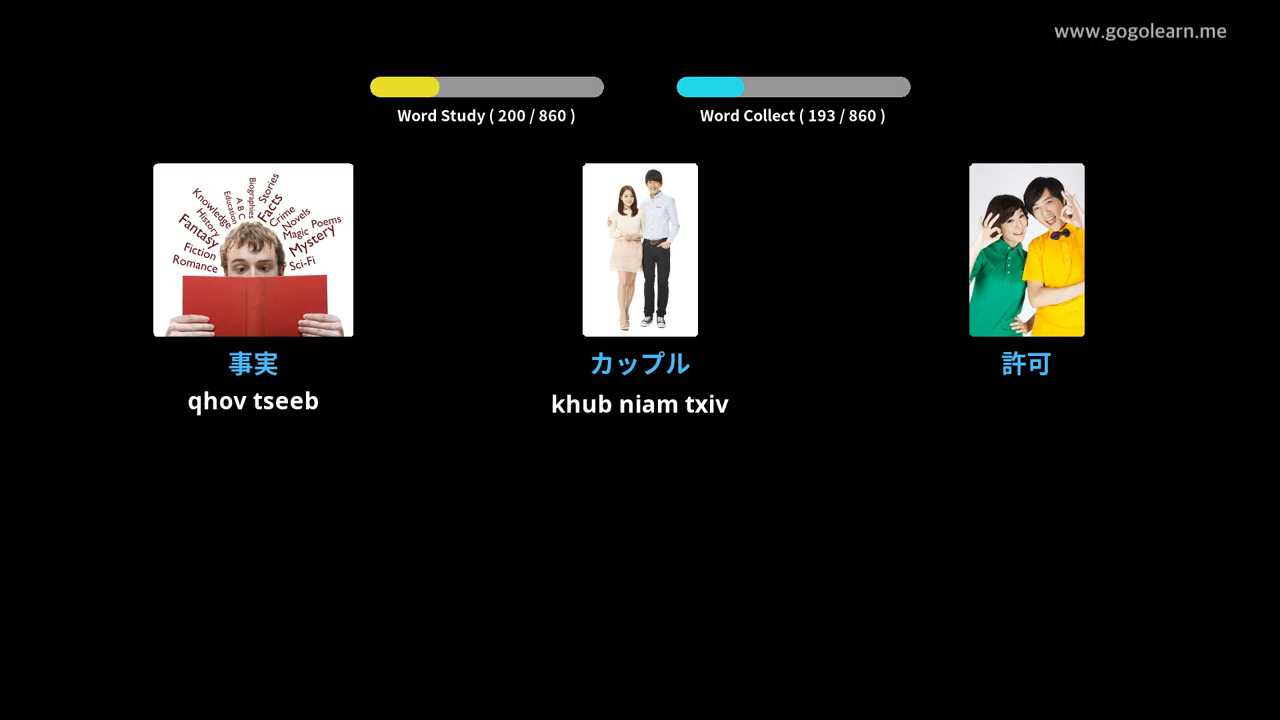 www.gogolearn.me
Word Study ( 200 / 860 )
Word Collect ( 193 / 860 )
Stories
Biographies
Facts
A B C
Education
Crime
Knowledge
Novels
History
Poems
Magic
Fantasy
Mystery
Fiction
Sci-Fi
Romance
事実
カップル
許可
qhov tseeb
khub niam txiv